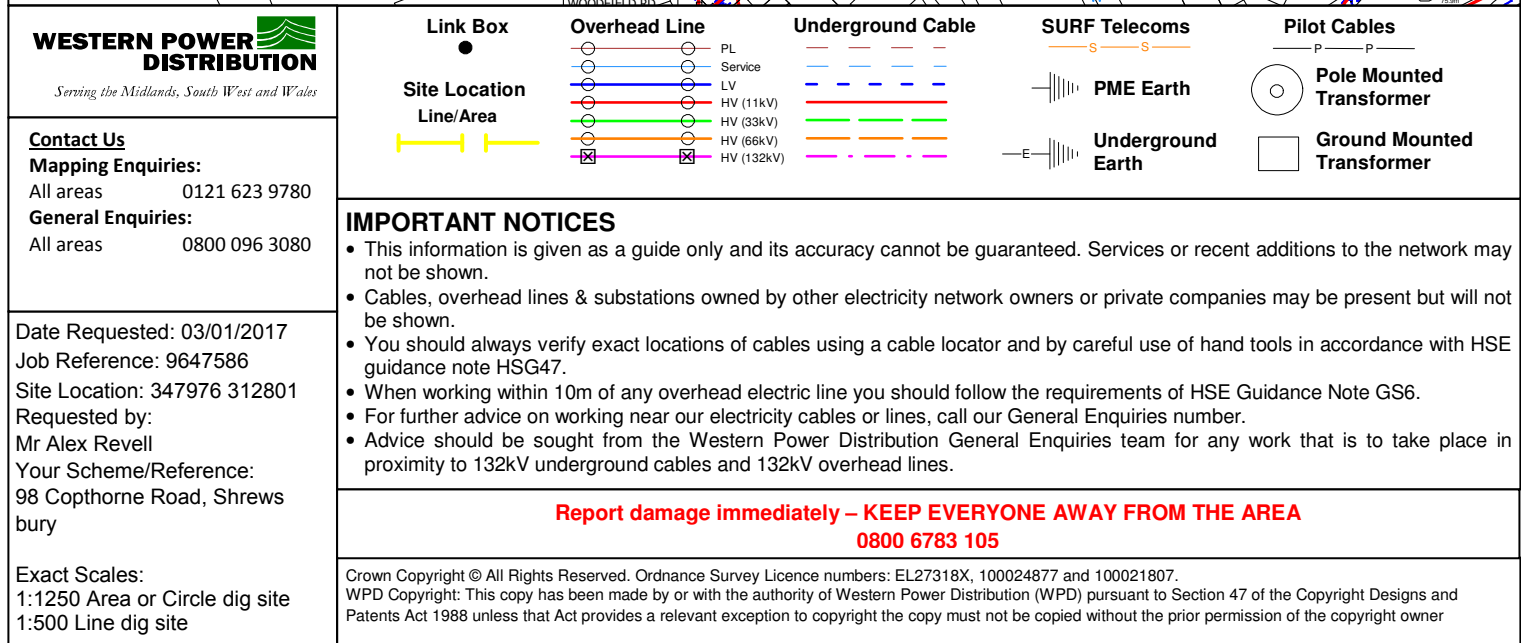 WOODFIELD RD
75.9m
WESTERN POWER
DISTRIBUTION
Serving the Midlands, South West and Wales
Contact Us
Mapping Enquiries:
All areas 0121 623 9780
General Enquiries:
All areas 0800 096 3080
Date Requested: 03/01/2017
Job Reference: 9647586
Site Location: 347976 312801
Requested by:
Mr Alex Revell
Your Scheme/Reference:
98 Copthorne Road, Shrews
bury
Exact Scales:
1:1250 Area or Circle dig site
1:500 Line dig site
Link Box
Site Location
Line/Area
Overhead Line
PL
Service
LV
HV (11kV)
HV (33kV)
HV (66kV)
HV (132kV)
Underground Cable
SURF Telecoms
S S
PME Earth
E
Underground
Earth
Pilot Cables
P P
Pole Mounted
Transformer
Ground Mounted
Transformer
IMPORTANT NOTICES
• This information is given as a guide only and its accuracy cannot be guaranteed. Services or recent additions to the network may
not be shown.
• Cables, overhead lines & substations owned by other electricity network owners or private companies may be present but will not
be shown.
• You should always verify exact locations of cables using a cable locator and by careful use of hand tools in accordance with HSE
guidance note HSG47.
• When working within 10m of any overhead electric line you should follow the requirements of HSE Guidance Note GS6.
• For further advice on working near our electricity cables or lines, call our General Enquiries number.
• Advice should be sought from the Western Power Distribution General Enquiries team for any work that is to take place in
proximity to 132kV underground cables and 132kV overhead lines.
Report damage immediately – KEEP EVERYONE AWAY FROM THE AREA
0800 6783 105
Crown Copyright © All Rights Reserved. Ordnance Survey Licence numbers: EL27318X, 100024877 and 100021807.
WPD Copyright: This copy has been made by or with the authority of Western Power Distribution (WPD) pursuant to Section 47 of the Copyright Designs and
Patents Act 1988 unless that Act provides a relevant exception to copyright the copy must not be copied without the prior permission of the copyright owner